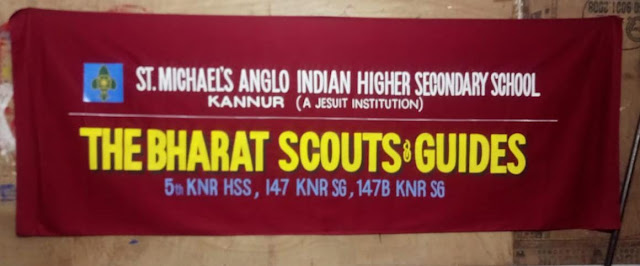 ST. MICHAEL'S ANGLO INDIAN HIGHER SECONDARY SCHOOL
KANNUR (A JESUIT INSTITUTION)
THE BHARAT SCOUTS & GUIDES
5th KNR HSS, 147 KNR SG, 147B KNR SG